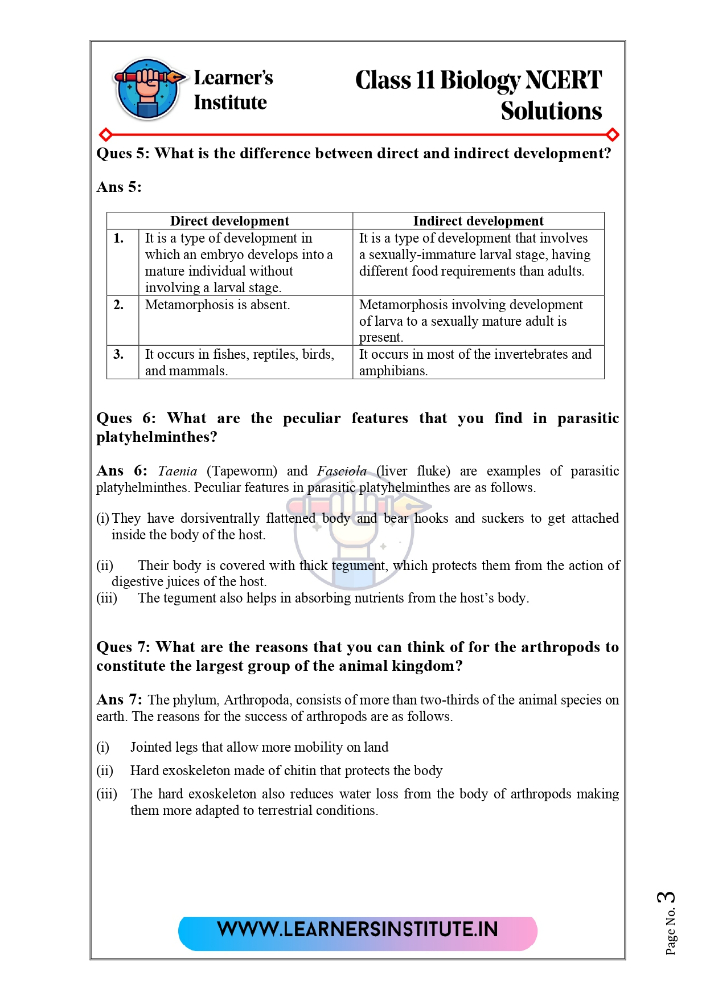 Learner's
Institute
Class 11 Biology NCERT
Solutions
Ques 5: What is the difference between direct and indirect development?
Ans 5:
Direct development
Indirect development
1.
It is a type of development in
which an embryo develops into a
mature individual without
involving a larval stage.
It is a type of development that involves
a sexually-immature larval stage, having
different food requirements than adults.
2.
Metamorphosis is absent.
Metamorphosis involving development
of larva to a sexually mature adult is
present.
3.
It occurs in fishes, reptiles, birds,
and mammals.
It occurs in most of the invertebrates and
amphibians.
Ques 6: What are the peculiar features that you find in parasitic
platyhelminthes?
Ans 6: Taenia (Tapeworm) and Fasciola (liver fluke) are examples of parasitic
platyhelminthes. Peculiar features in parasitic platyhelminthes are as follows.
(i) They have dorsiventrally flattened body and bear hooks and suckers to get attached
inside the body of the host.
(ii) Their body is covered with thick tegument, which protects them from the action of
digestive juices of the host.
(iii) The tegument also helps in absorbing nutrients from the host's body.
Ques 7: What are the reasons that you can think of for the arthropods to
constitute the largest group of the animal kingdom?
Ans 7: The phylum, Arthropoda, consists of more than two-thirds of the animal species on
earth. The reasons for the success of arthropods are as follows.
(i) Jointed legs that allow more mobility on land
(ii) Hard exoskeleton made of chitin that protects the body
(iii) The hard exoskeleton also reduces water loss from the body of arthropods making
them more adapted to terrestrial conditions.
WWW.LEARNERSINSTITUTE.IN
Page No. 3